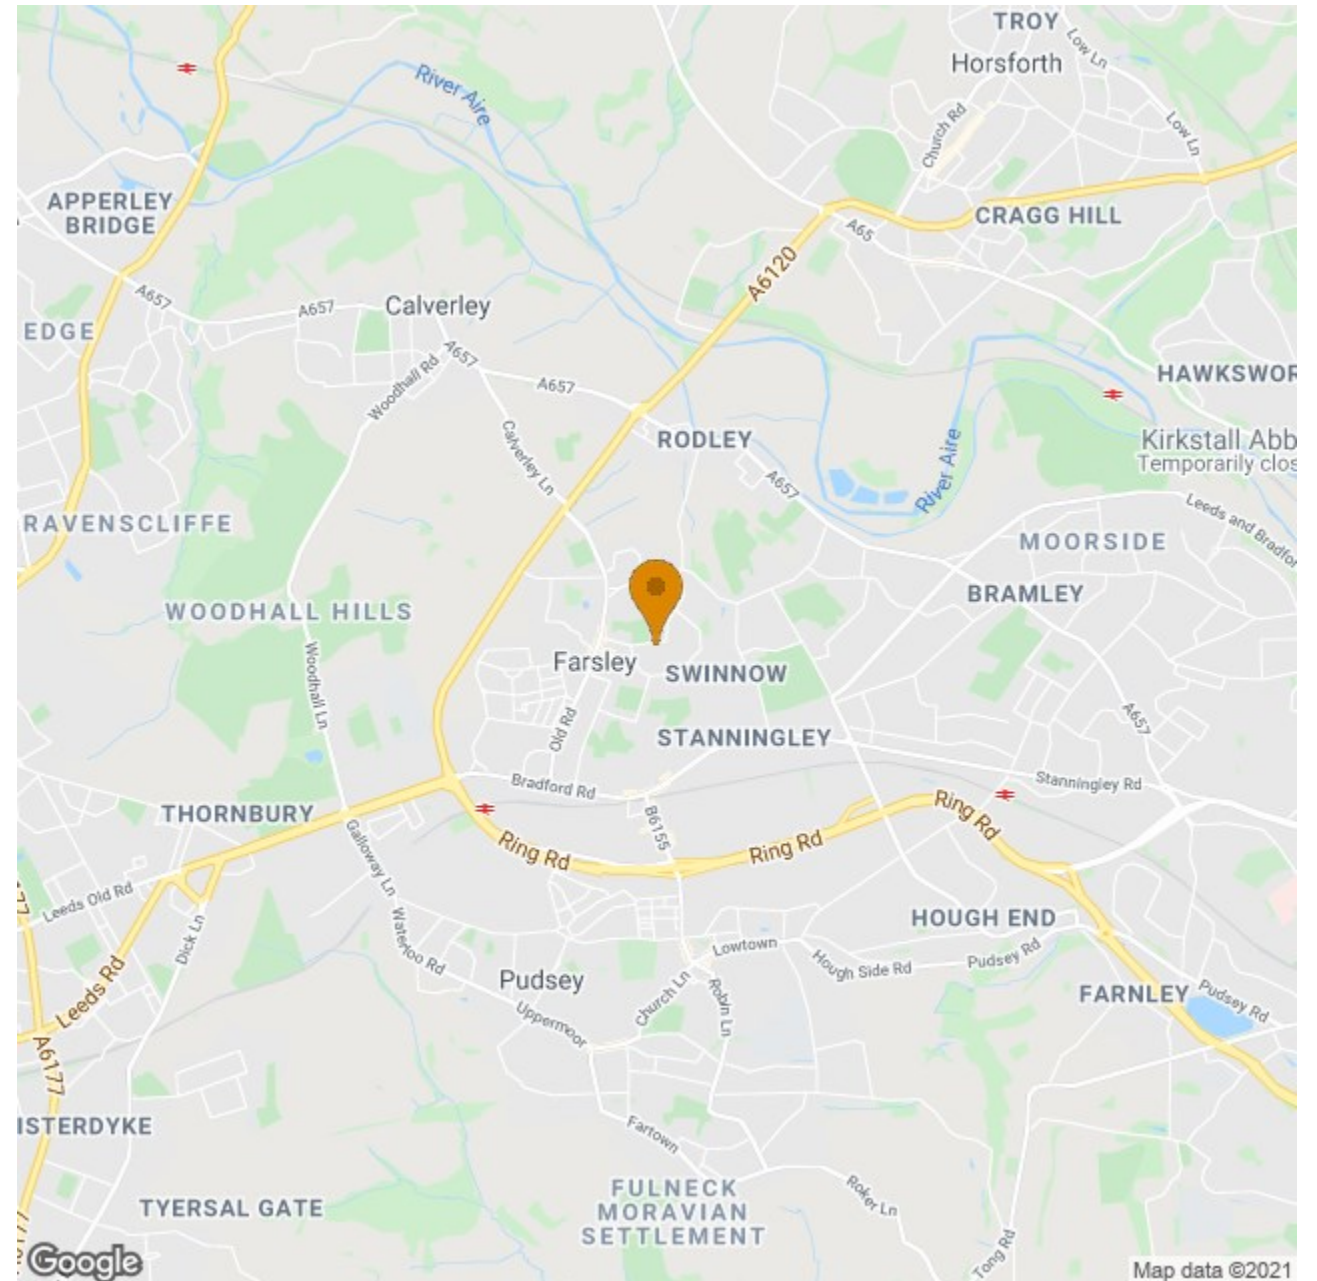 TROY
Horsforth
Low Ln
River Aire
Church Rd
Low Ln
APPERLEY
BRIDGE
CRAGG HILL
A65
A6120
A657
A657
Calverley
EDGE
A657
Woodhall Rd
A657
HAWKSWOR
RODLEY
Calverley Ln
Kirkstall Abb
Temporarily clos
A657
River Aire
RAVENSCLIFFE
Leeds and Bradfor
MOORSIDE
BRAMLEY
WOODHALL HILLS
Woodhall Ln
Farsley
SWINNOW
Old Rd
A657
STANNINGLEY
Bradford Rd
Stanningley Rd
THORNBURY
B6155
Ring Rd
Ring Rd
Ring Rd
Galloway Ln
Leeds Old Rd
77
Dick Ln
Waterloo Rd
HOUGH END
Lowtown
Hough Side Rd
Pudsey Rd
Leeds Rd
Pudsey
Church Ln
Robin Ln
FARNLEY
Pudsey Rd
Uppermoor
A6177
ISTERDYKE
Fartown
TYERSAL GATE
FULNECK
MORAVIAN
SETTLEMENT
Roker Ln
Tong Rd
Google
Map data ©2021